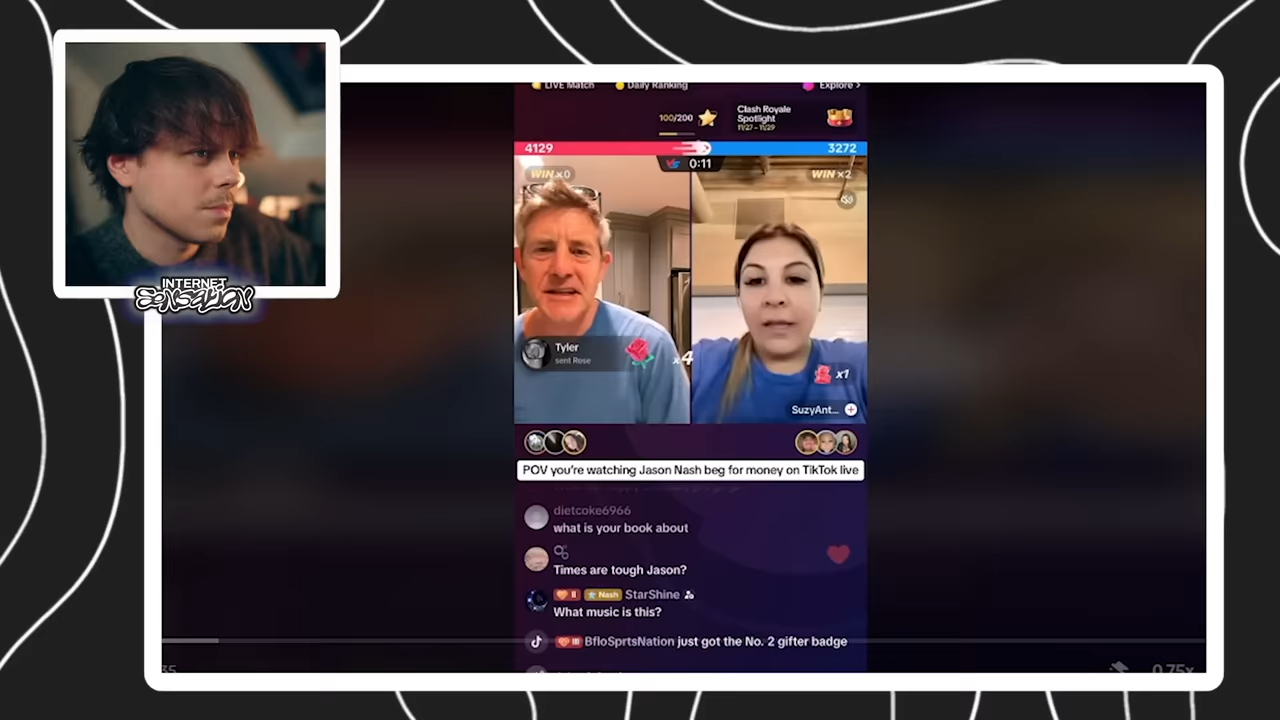 INTERNET
SENSATION
LIVE Match
Daily Ranking
Explore >
100/200
Clash Royale
Spotlight
11/27 - 11/29
4129
3272
0:11
WIN x0
WIN x2
Tyler
sent Rose
x4
x1
SuzyAnt...
POV you're watching Jason Nash beg for money on TikTok live
dietcoke6966
what is your book about
Times are tough Jason?
II Nash StarShine
What music is this?
III BfloSprtsNation just got the No. 2 gifter badge
35
0.75x